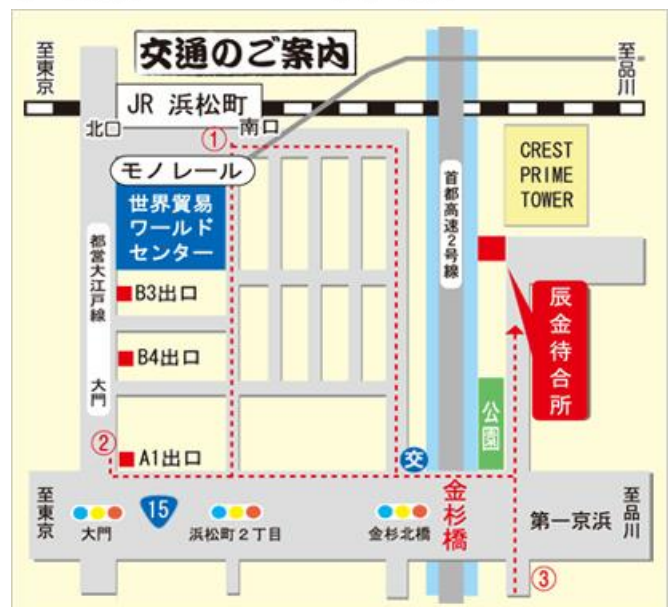 交通のご案内
至東京
至品川
JR 浜松町
北口
南口
①
モノレール
世界貿易
ワールド
センター
首都高速2号線
CREST
PRIME
TOWER
都営大江戸線
大門
B3出口
B4出口
辰金待合所
公園
②
A1出口
交
至東京
大門
15
浜松町2丁目
金杉北橋
金杉橋
第一京浜
至品川
③